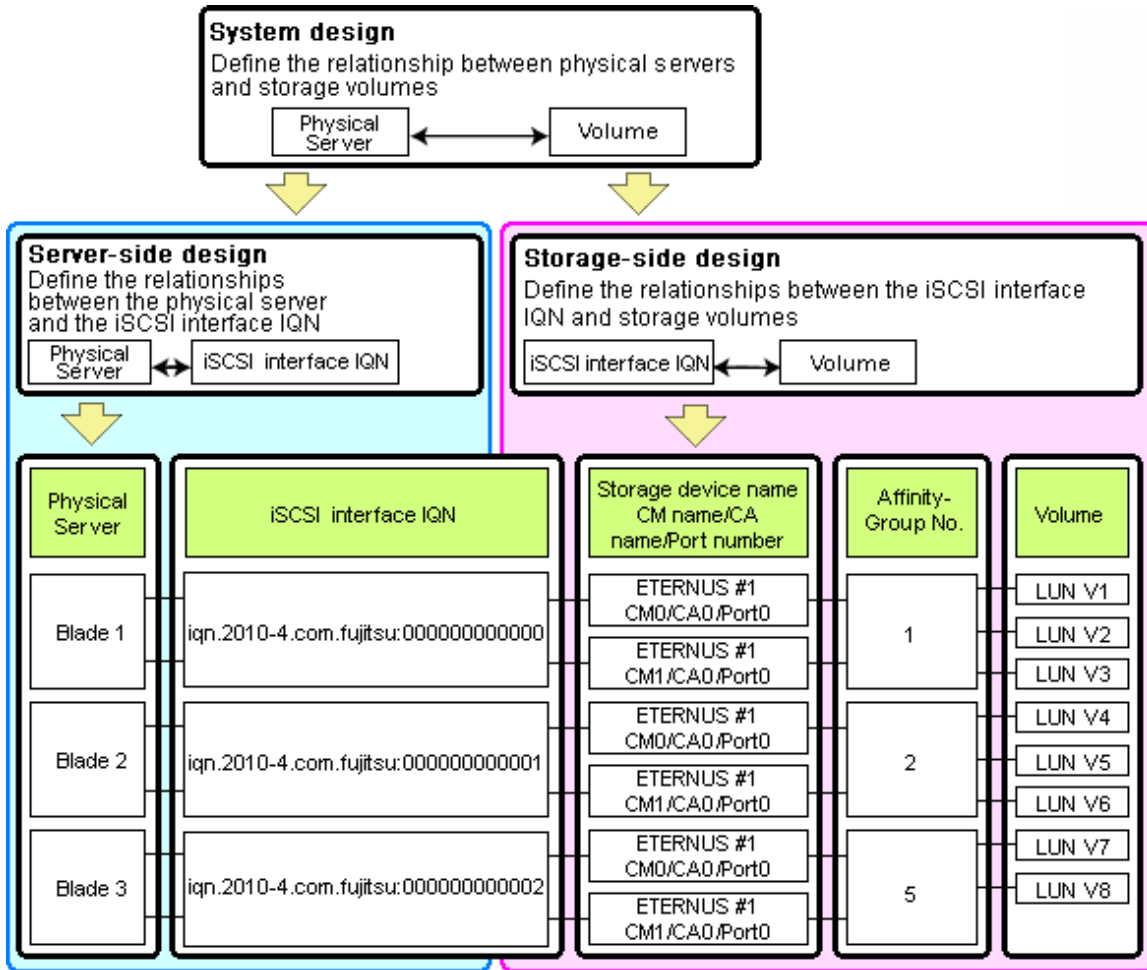 System design
Define the relationship between physical servers
and storage volumes
Physical
Server
Volume
Server-side design
Define the relationships
between the physical server
and the iSCSI interface IQN
Physical
Server
iSCSI interface IQN
Storage-side design
Define the relationships between the iSCSI interface
IQN and storage volumes
iSCSI interface IQN
Volume
Physical
Server
iSCSI interface IQN
Storage device name
CM name/CA
name/Port number
Affinity-
Group No.
Volume
Blade 1
iqn.2010-4.com.fujitsu:000000000000
ETERNUS #1
CM0/CA0/Port0
ETERNUS #1
CM1/CA0/Port0
1
LUN V1
LUN V2
LUN V3
Blade 2
iqn.2010-4.com.fujitsu:000000000001
ETERNUS #1
CM0/CA0/Port0
ETERNUS #1
CM1/CA0/Port0
2
LUN V4
LUN V5
LUN V6
Blade 3
iqn.2010-4.com.fujitsu:000000000002
ETERNUS #1
CM0/CA0/Port0
ETERNUS #1
CM1/CA0/Port0
5
LUN V7
LUN V8